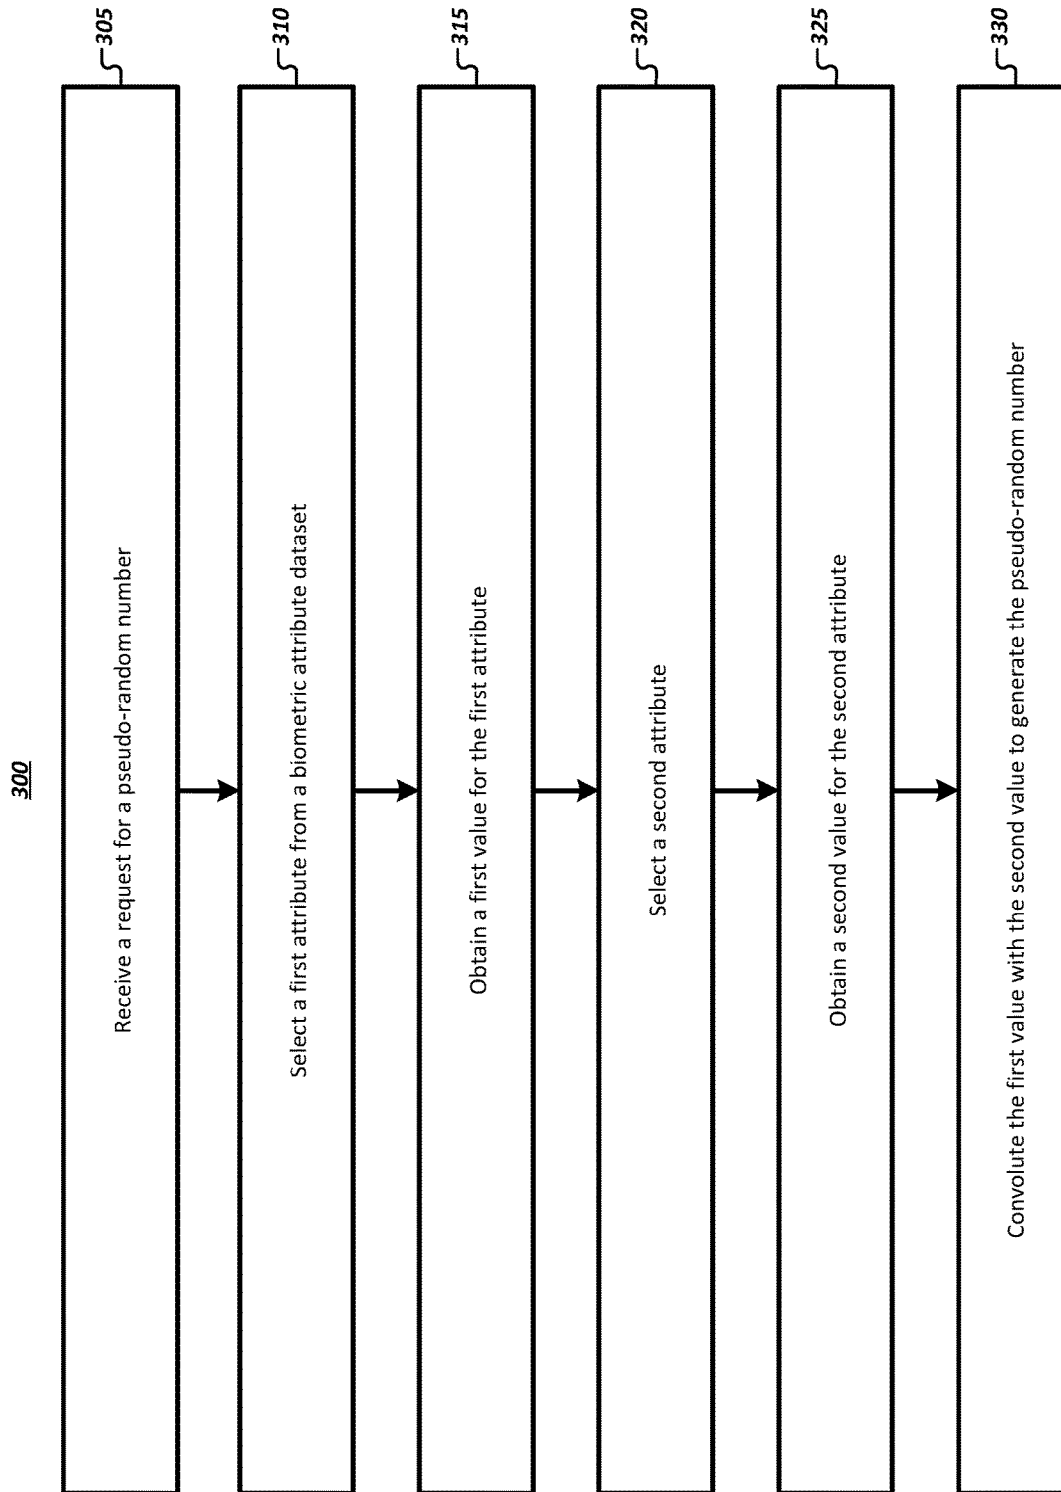 300
Receive a request for a pseudo-random number
305
Select a first attribute from a biometric attribute dataset
310
Obtain a first value for the first attribute
315
Select a second attribute
320
Obtain a second value for the second attribute
325
Convolute the first value with the second value to generate the pseudo-random number
330